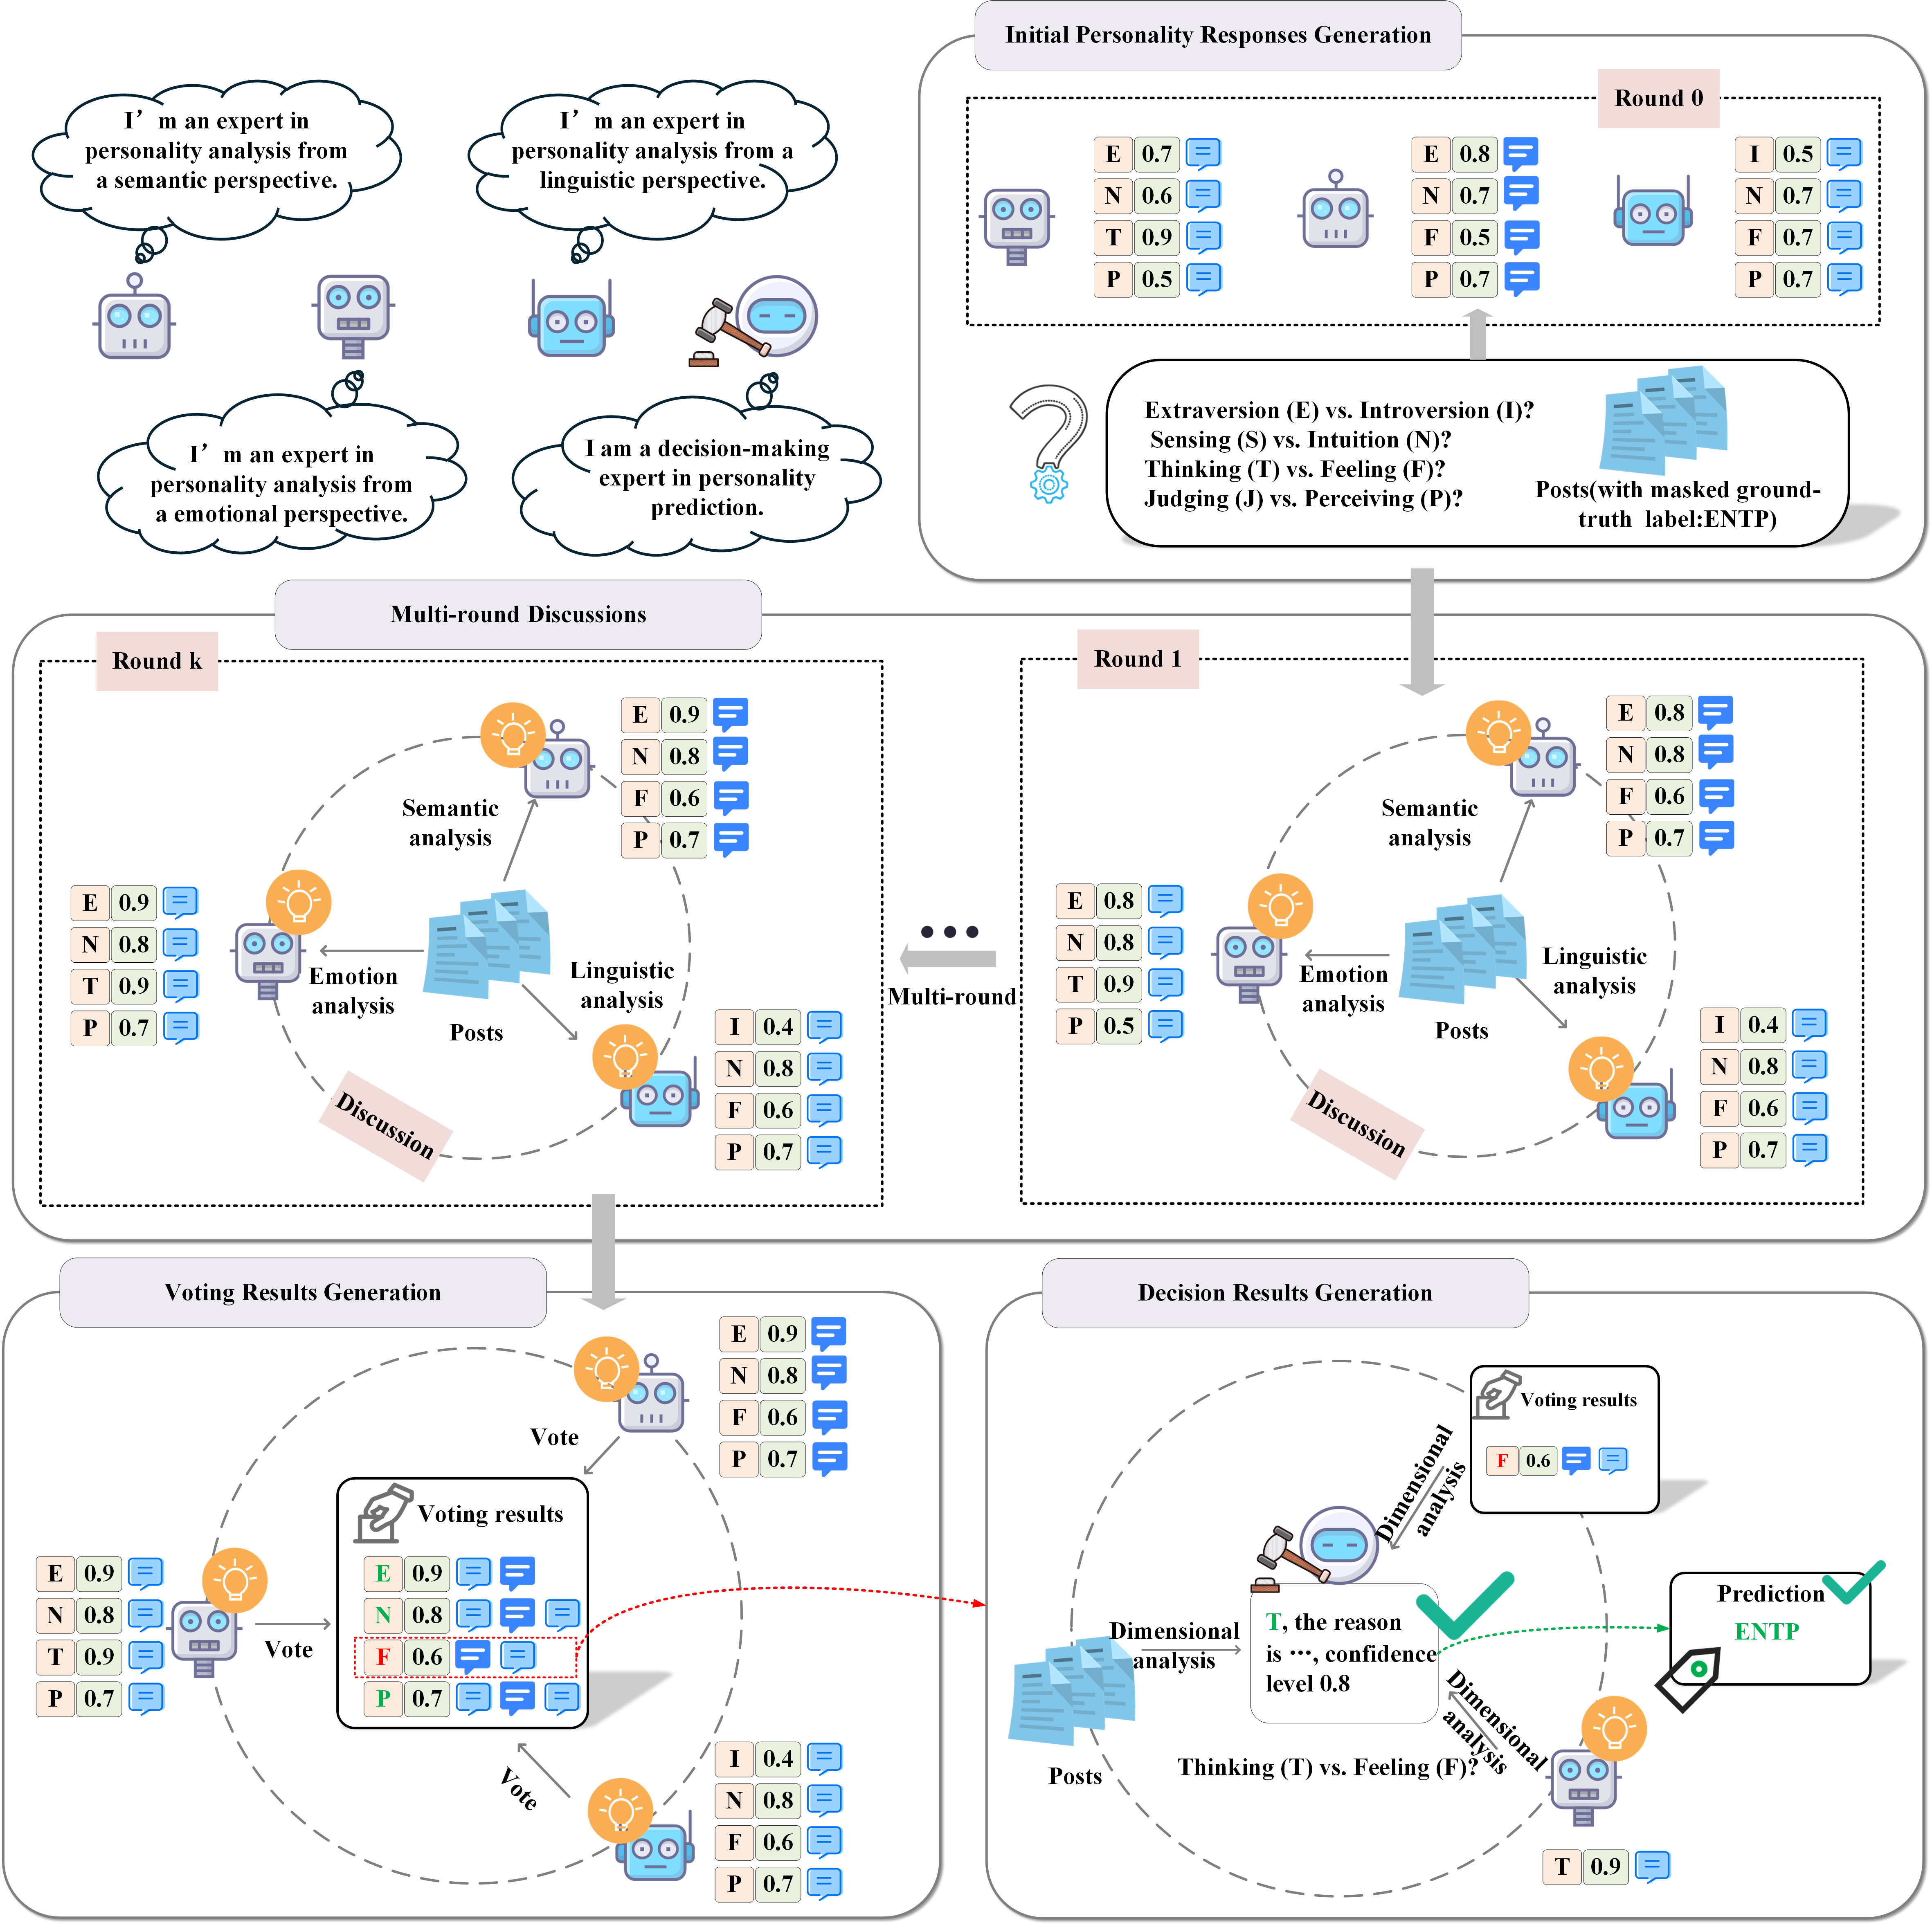 I’m an expert in
personality analysis from
a semantic perspective.
I’m an expert in
personality analysis from a
linguistic perspective.
I’m an expert in
personality analysis from
a emotional perspective.
I am a decision-making
expert in personality
prediction.
Initial Personality Responses Generation
Round 0
E 0.7
N 0.6
T 0.9
P 0.5
E 0.8
N 0.7
F 0.5
P 0.7
I 0.5
N 0.7
F 0.7
P 0.7
Extraversion (E) vs. Introversion (I)?
Sensing (S) vs. Intuition (N)?
Thinking (T) vs. Feeling (F)?
Judging (J) vs. Perceiving (P)?
Posts(with masked ground-
truth label:ENTP)
Multi-round Discussions
Round k
E 0.9
N 0.8
F 0.6
P 0.7
Semantic
analysis
E 0.9
N 0.8
T 0.9
P 0.7
Emotion
analysis
Linguistic
analysis
Posts
I 0.4
N 0.8
F 0.6
P 0.7
Discussion
Multi-round
Round 1
E 0.8
N 0.8
F 0.6
P 0.7
Semantic
analysis
E 0.8
N 0.8
T 0.9
P 0.5
Emotion
analysis
Linguistic
analysis
Posts
I 0.4
N 0.8
F 0.6
P 0.7
Discussion
Voting Results Generation
E 0.9
N 0.8
F 0.6
P 0.7
Vote
Voting results
E 0.9
N 0.8
F 0.6
P 0.7
E 0.9
N 0.8
T 0.9
P 0.7
Vote
Vote
I 0.4
N 0.8
F 0.6
P 0.7
Decision Results Generation
Voting results
F 0.6
Dimensional
analysis
Dimensional
analysis
T, the reason
is ···, confidence
level 0.8
Prediction
ENTP
Dimensional
analysis
Thinking (T) vs. Feeling (F)?
Posts
T 0.9